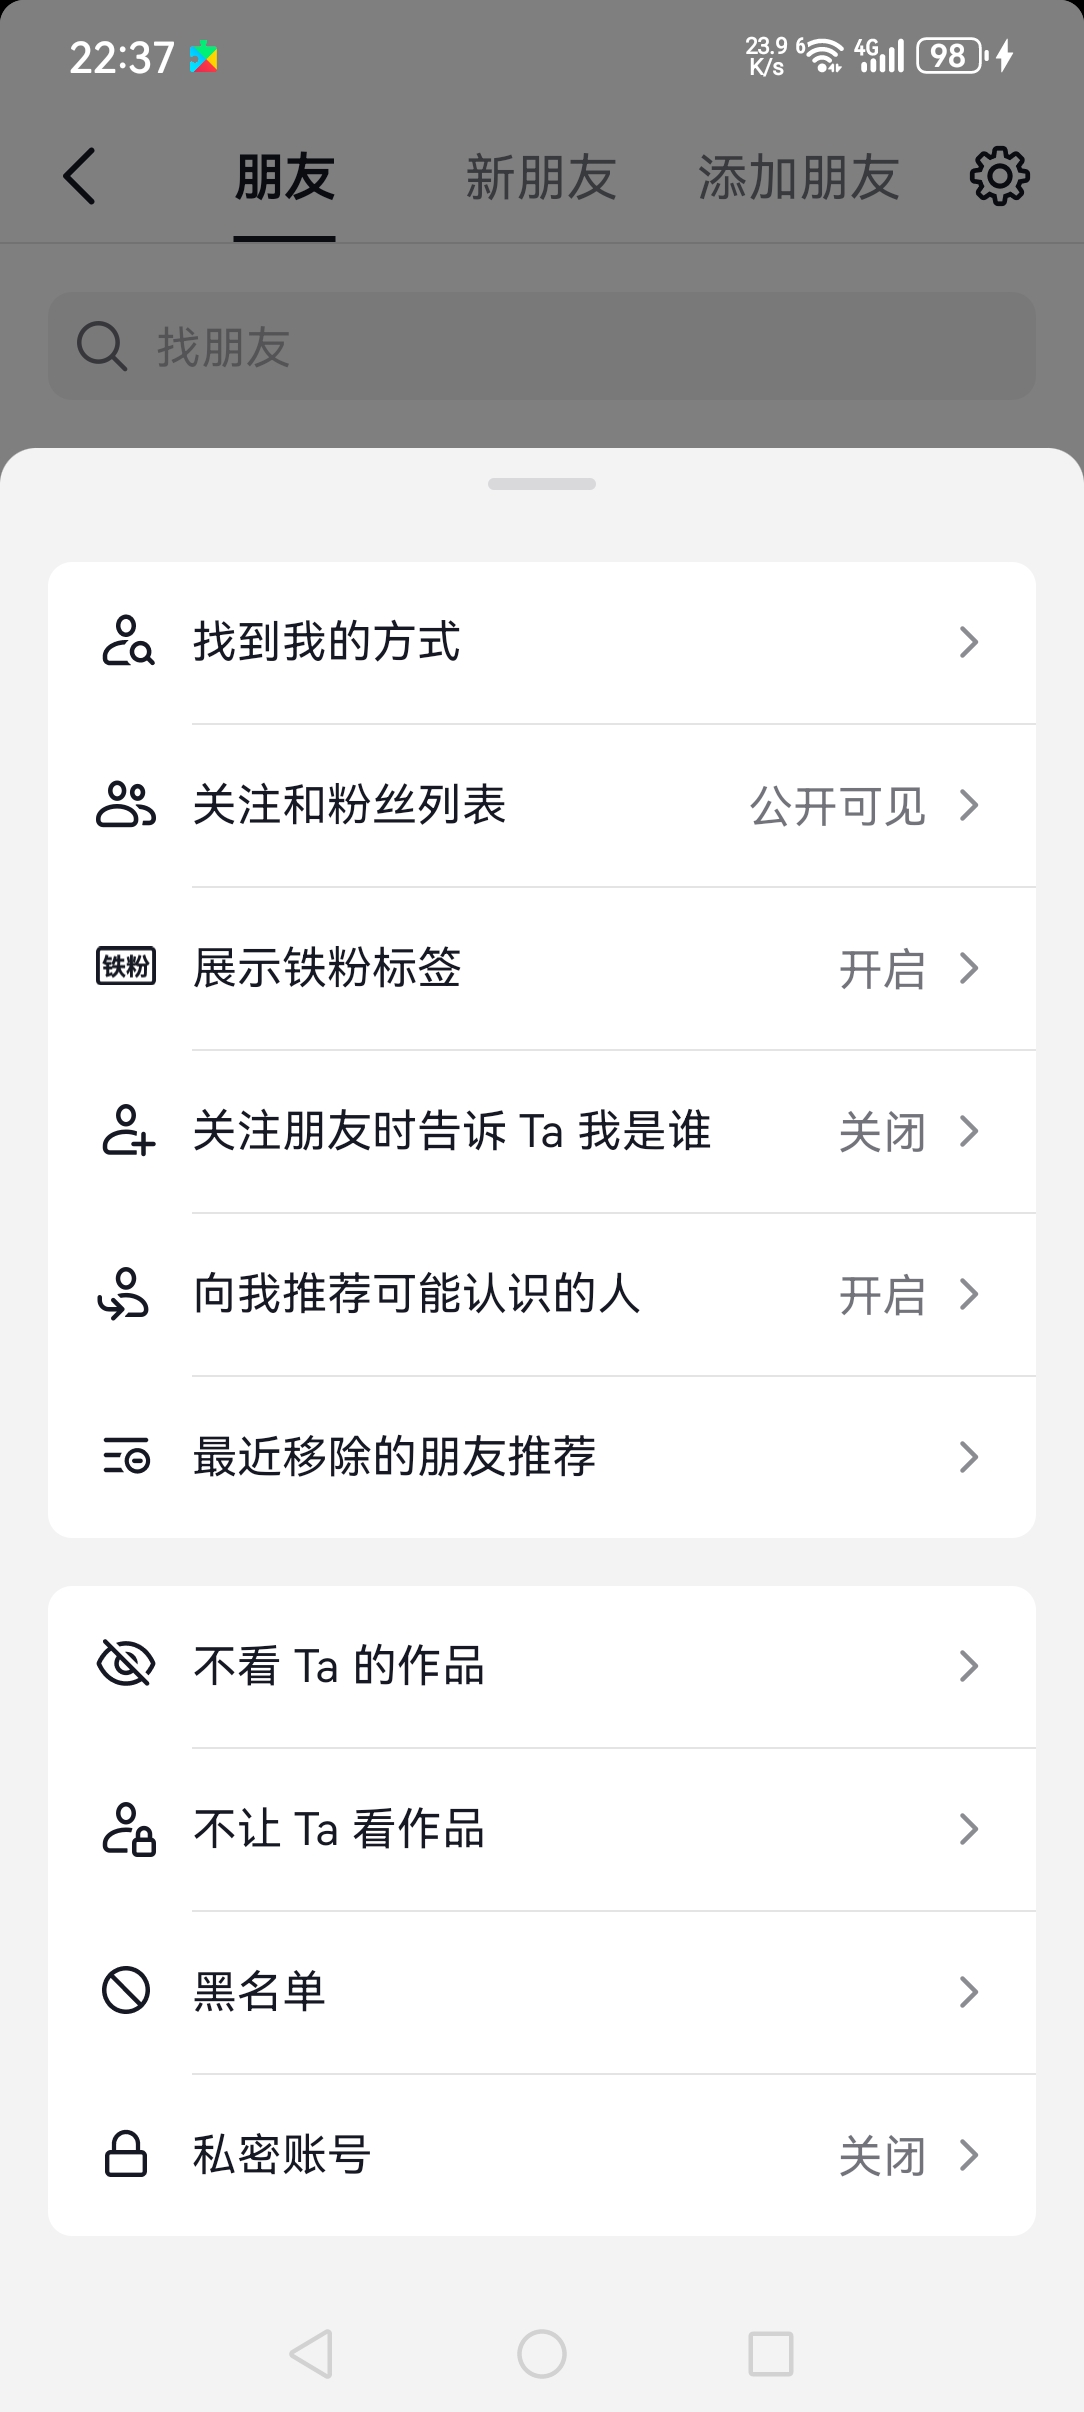 22:37
23.9
K/s
6
4G
98
朋友
新朋友
添加朋友
找朋友
找到我的方式
关注和粉丝列表 公开可见
铁粉 展示铁粉标签 开启
关注朋友时告诉 Ta 我是谁 关闭
向我推荐可能认识的人 开启
最近移除的朋友推荐
不看 Ta 的作品
不让 Ta 看作品
黑名单
私密账号 关闭